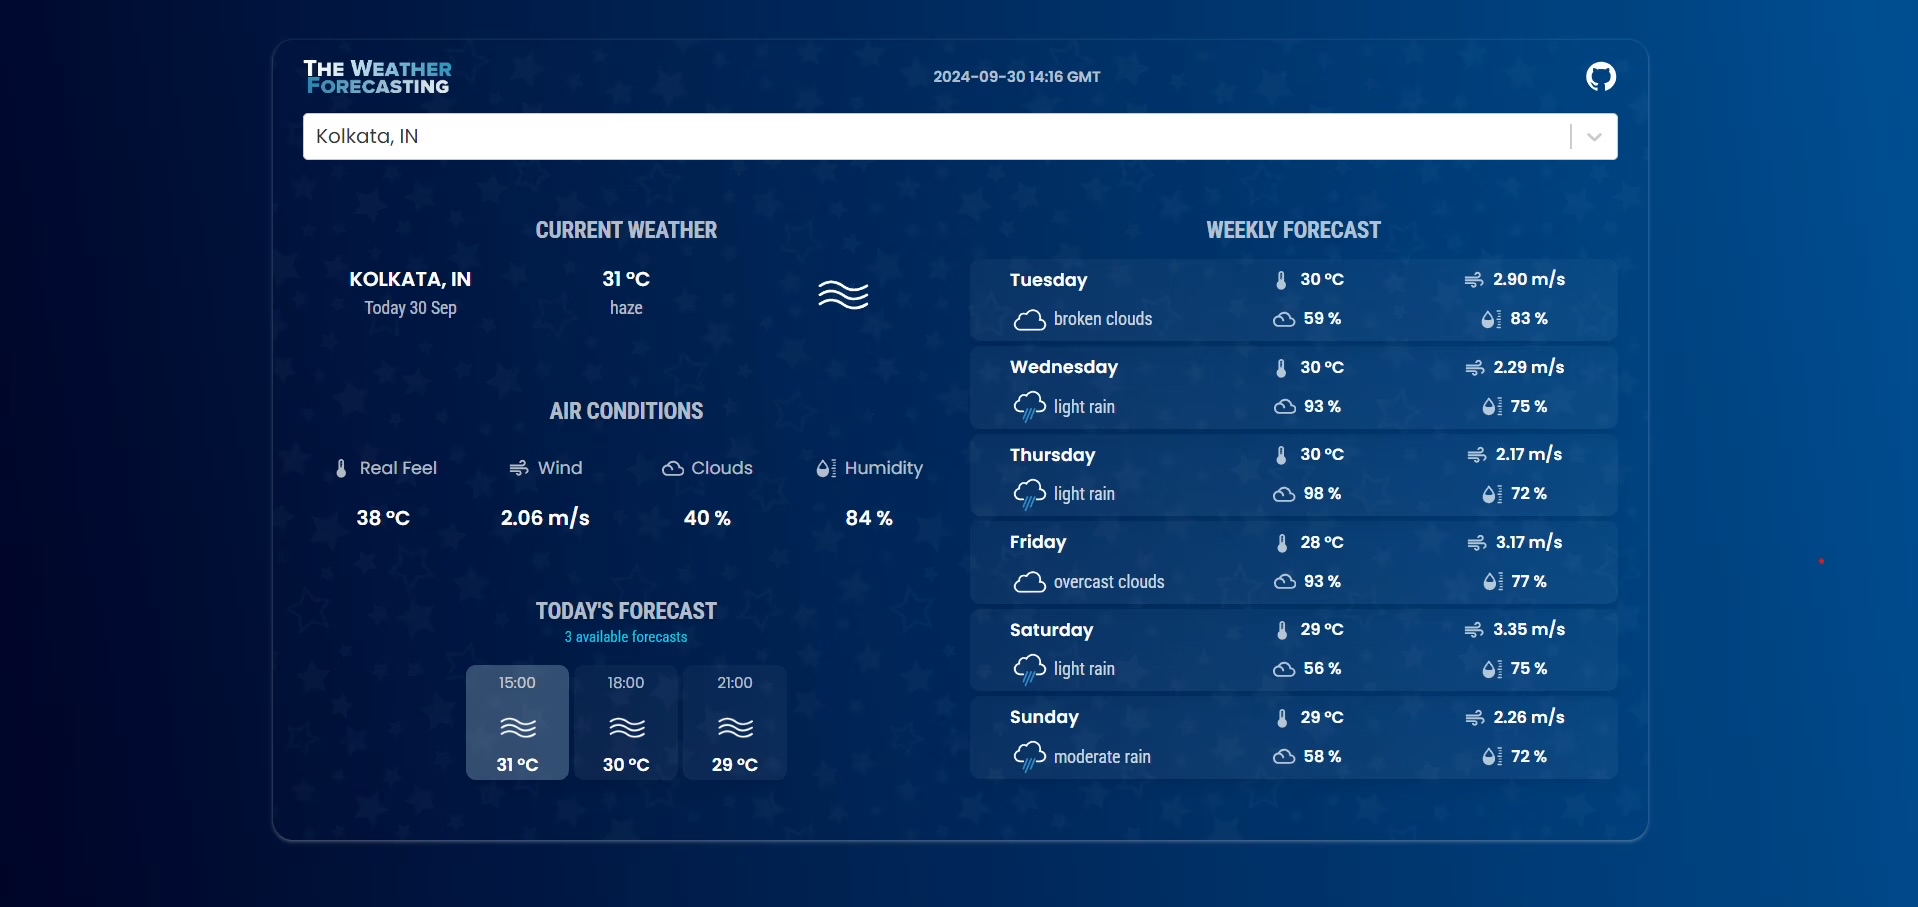 THE WEATHER
FORECASTING
2024-09-30 14:16 GMT
Kolkata, IN
CURRENT WEATHER
KOLKATA, IN
Today 30 Sep
31 °C
haze
AIR CONDITIONS
Real Feel
Wind
Clouds
Humidity
38 °C
2.06 m/s
40 %
84 %
TODAY'S FORECAST
3 available forecasts
15:00
31 °C
18:00
30 °C
21:00
29 °C
WEEKLY FORECAST
Tuesday
30 °C
2.90 m/s
broken clouds
59 %
83 %
Wednesday
30 °C
2.29 m/s
light rain
93 %
75 %
Thursday
30 °C
2.17 m/s
light rain
98 %
72 %
Friday
28 °C
3.17 m/s
overcast clouds
93 %
77 %
Saturday
29 °C
3.35 m/s
light rain
56 %
75 %
Sunday
29 °C
2.26 m/s
moderate rain
58 %
72 %